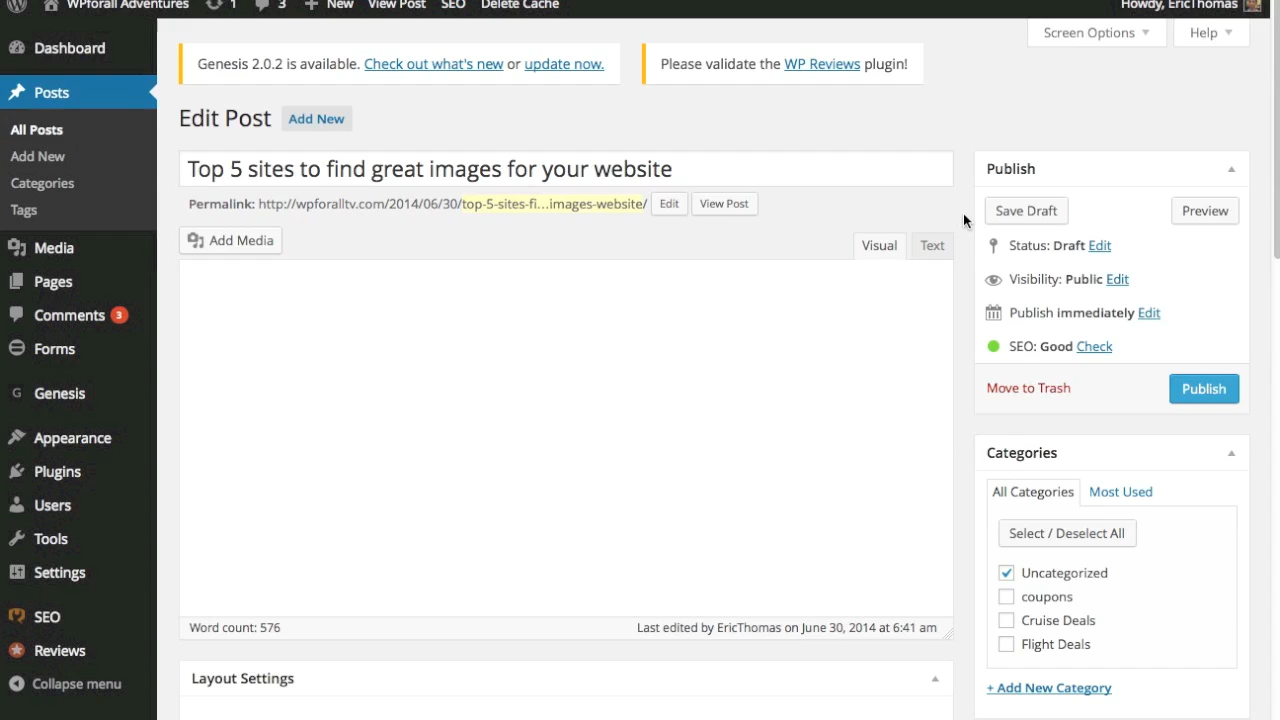 WPforall Adventures 1 3 New View Post SEO Delete Cache Howdy, EricThomas
Screen Options Help
Dashboard
Posts
All Posts
Add New
Categories
Tags
Media
Pages
Comments 3
Forms
Genesis
Appearance
Plugins
Users
Tools
Settings
SEO
Reviews
Collapse menu
Genesis 2.0.2 is available. Check out what's new or update now.
Please validate the WP Reviews plugin!
Edit Post Add New
Top 5 sites to find great images for your website
Permalink: http://wpforalltv.com/2014/06/30/top-5-sites-fi...images-website/ Edit View Post
Add Media
Visual Text
Word count: 576 Last edited by EricThomas on June 30, 2014 at 6:41 am
Layout Settings
Publish
Save Draft Preview
Status: Draft Edit
Visibility: Public Edit
Publish immediately Edit
SEO: Good Check
Move to Trash Publish
Categories
All Categories Most Used
Select / Deselect All
Uncategorized
coupons
Cruise Deals
Flight Deals
+ Add New Category